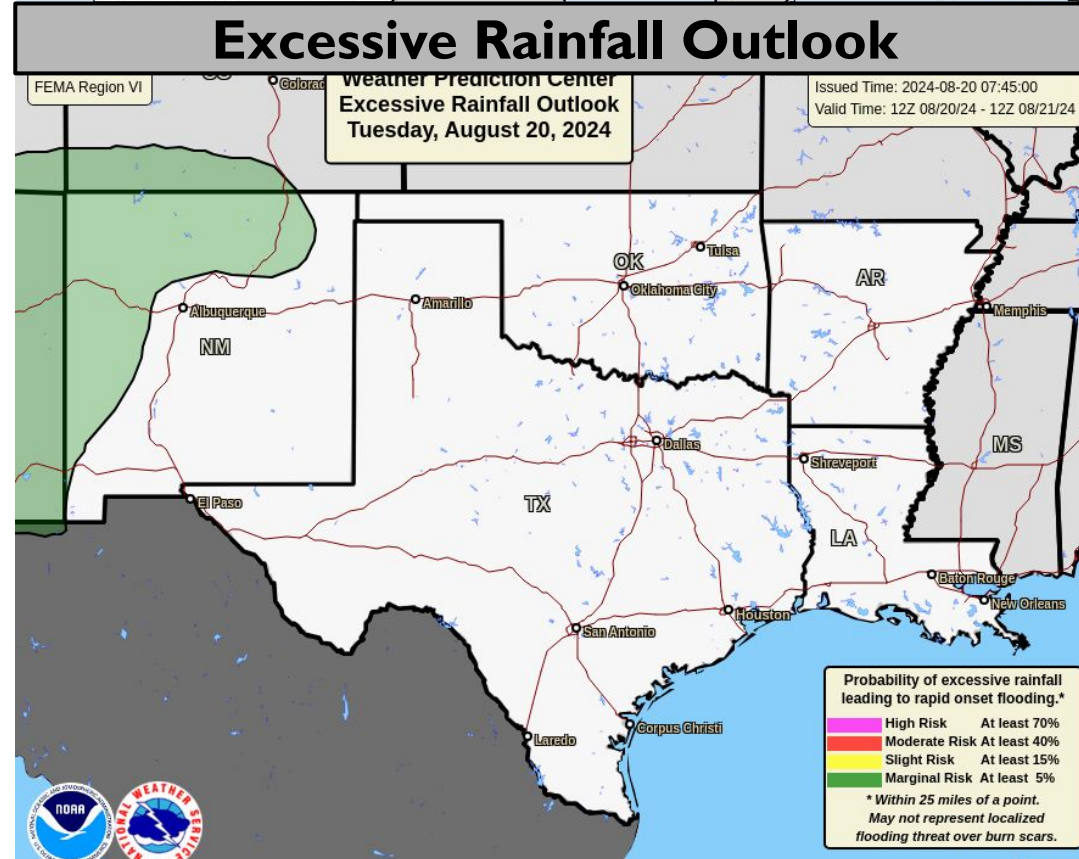 Excessive Rainfall Outlook
FEMA Region VI
Weather Prediction Center
Excessive Rainfall Outlook
Tuesday, August 20, 2024
Issued Time: 2024-08-20 07:45:00
Valid Time: 12Z 08/20/24 - 12Z 08/21/24
Tulsa
OK
Oklahoma City
AR
Amarillo
Albuquerque
Memphis
NM
Dallas
MS
Shreveport
El Paso
TX
LA
Baton Rouge
New Orleans
Houston
San Antonio
Corpus Christi
Laredo
Probability of excessive rainfall
leading to rapid onset flooding.*
High Risk At least 70%
Moderate Risk At least 40%
Slight Risk At least 15%
Marginal Risk At least 5%
* Within 25 miles of a point.
May not represent localized
flooding threat over burn scars.
NOAA
NATIONAL WEATHER SERVICE